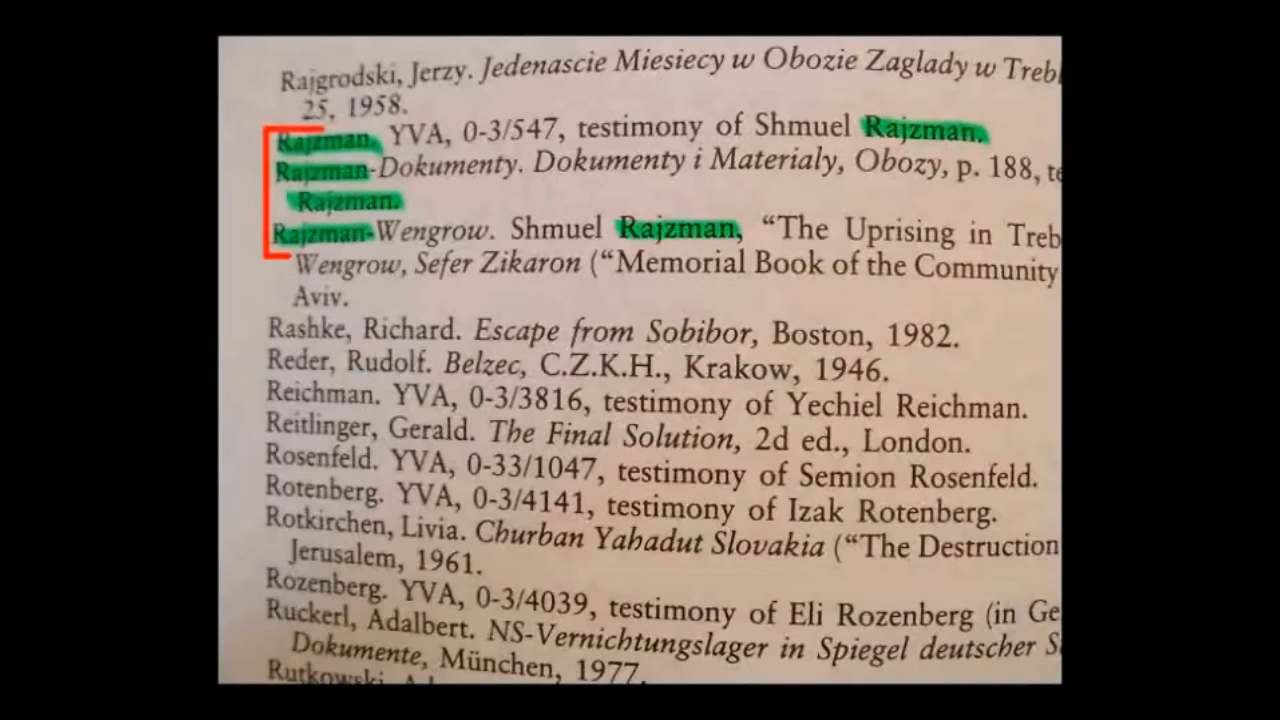 Rajgrodski, Jerzy. Jedenascie Miesiecy w Obozie Zaglady w Trebl
25, 1958.
Rajzman. YVA, 0-3/547, testimony of Shmuel Rajzman.
Rajzman-Dokumenty. Dokumenty i Materialy, Obozy, p. 188, te
Rajzman.
Rajzman-Wengrow. Shmuel Rajzman, “The Uprising in Treb
Wengrow, Sefer Zikaron (“Memorial Book of the Community
Aviv.
Rashke, Richard. Escape from Sobibor, Boston, 1982.
Reder, Rudolf. Belzec, C.Z.K.H., Krakow, 1946.
Reichman. YVA, 0-3/3816, testimony of Yechiel Reichman.
Reitlinger, Gerald. The Final Solution, 2d ed., London.
Rosenfeld. YVA, 0-33/1047, testimony of Semion Rosenfeld.
Rotenberg. YVA, 0-3/4141, testimony of Izak Rotenberg.
Rotkirchen, Livia. Churban Yahadut Slovakia (“The Destruction
Jerusalem, 1961.
Rozenberg. YVA, 0-3/4039, testimony of Eli Rozenberg (in Ge
Ruckerl, Adalbert. NS-Vernichtungslager in Spiegel deutscher S
Dokumente, München, 1977.
Rutkowski